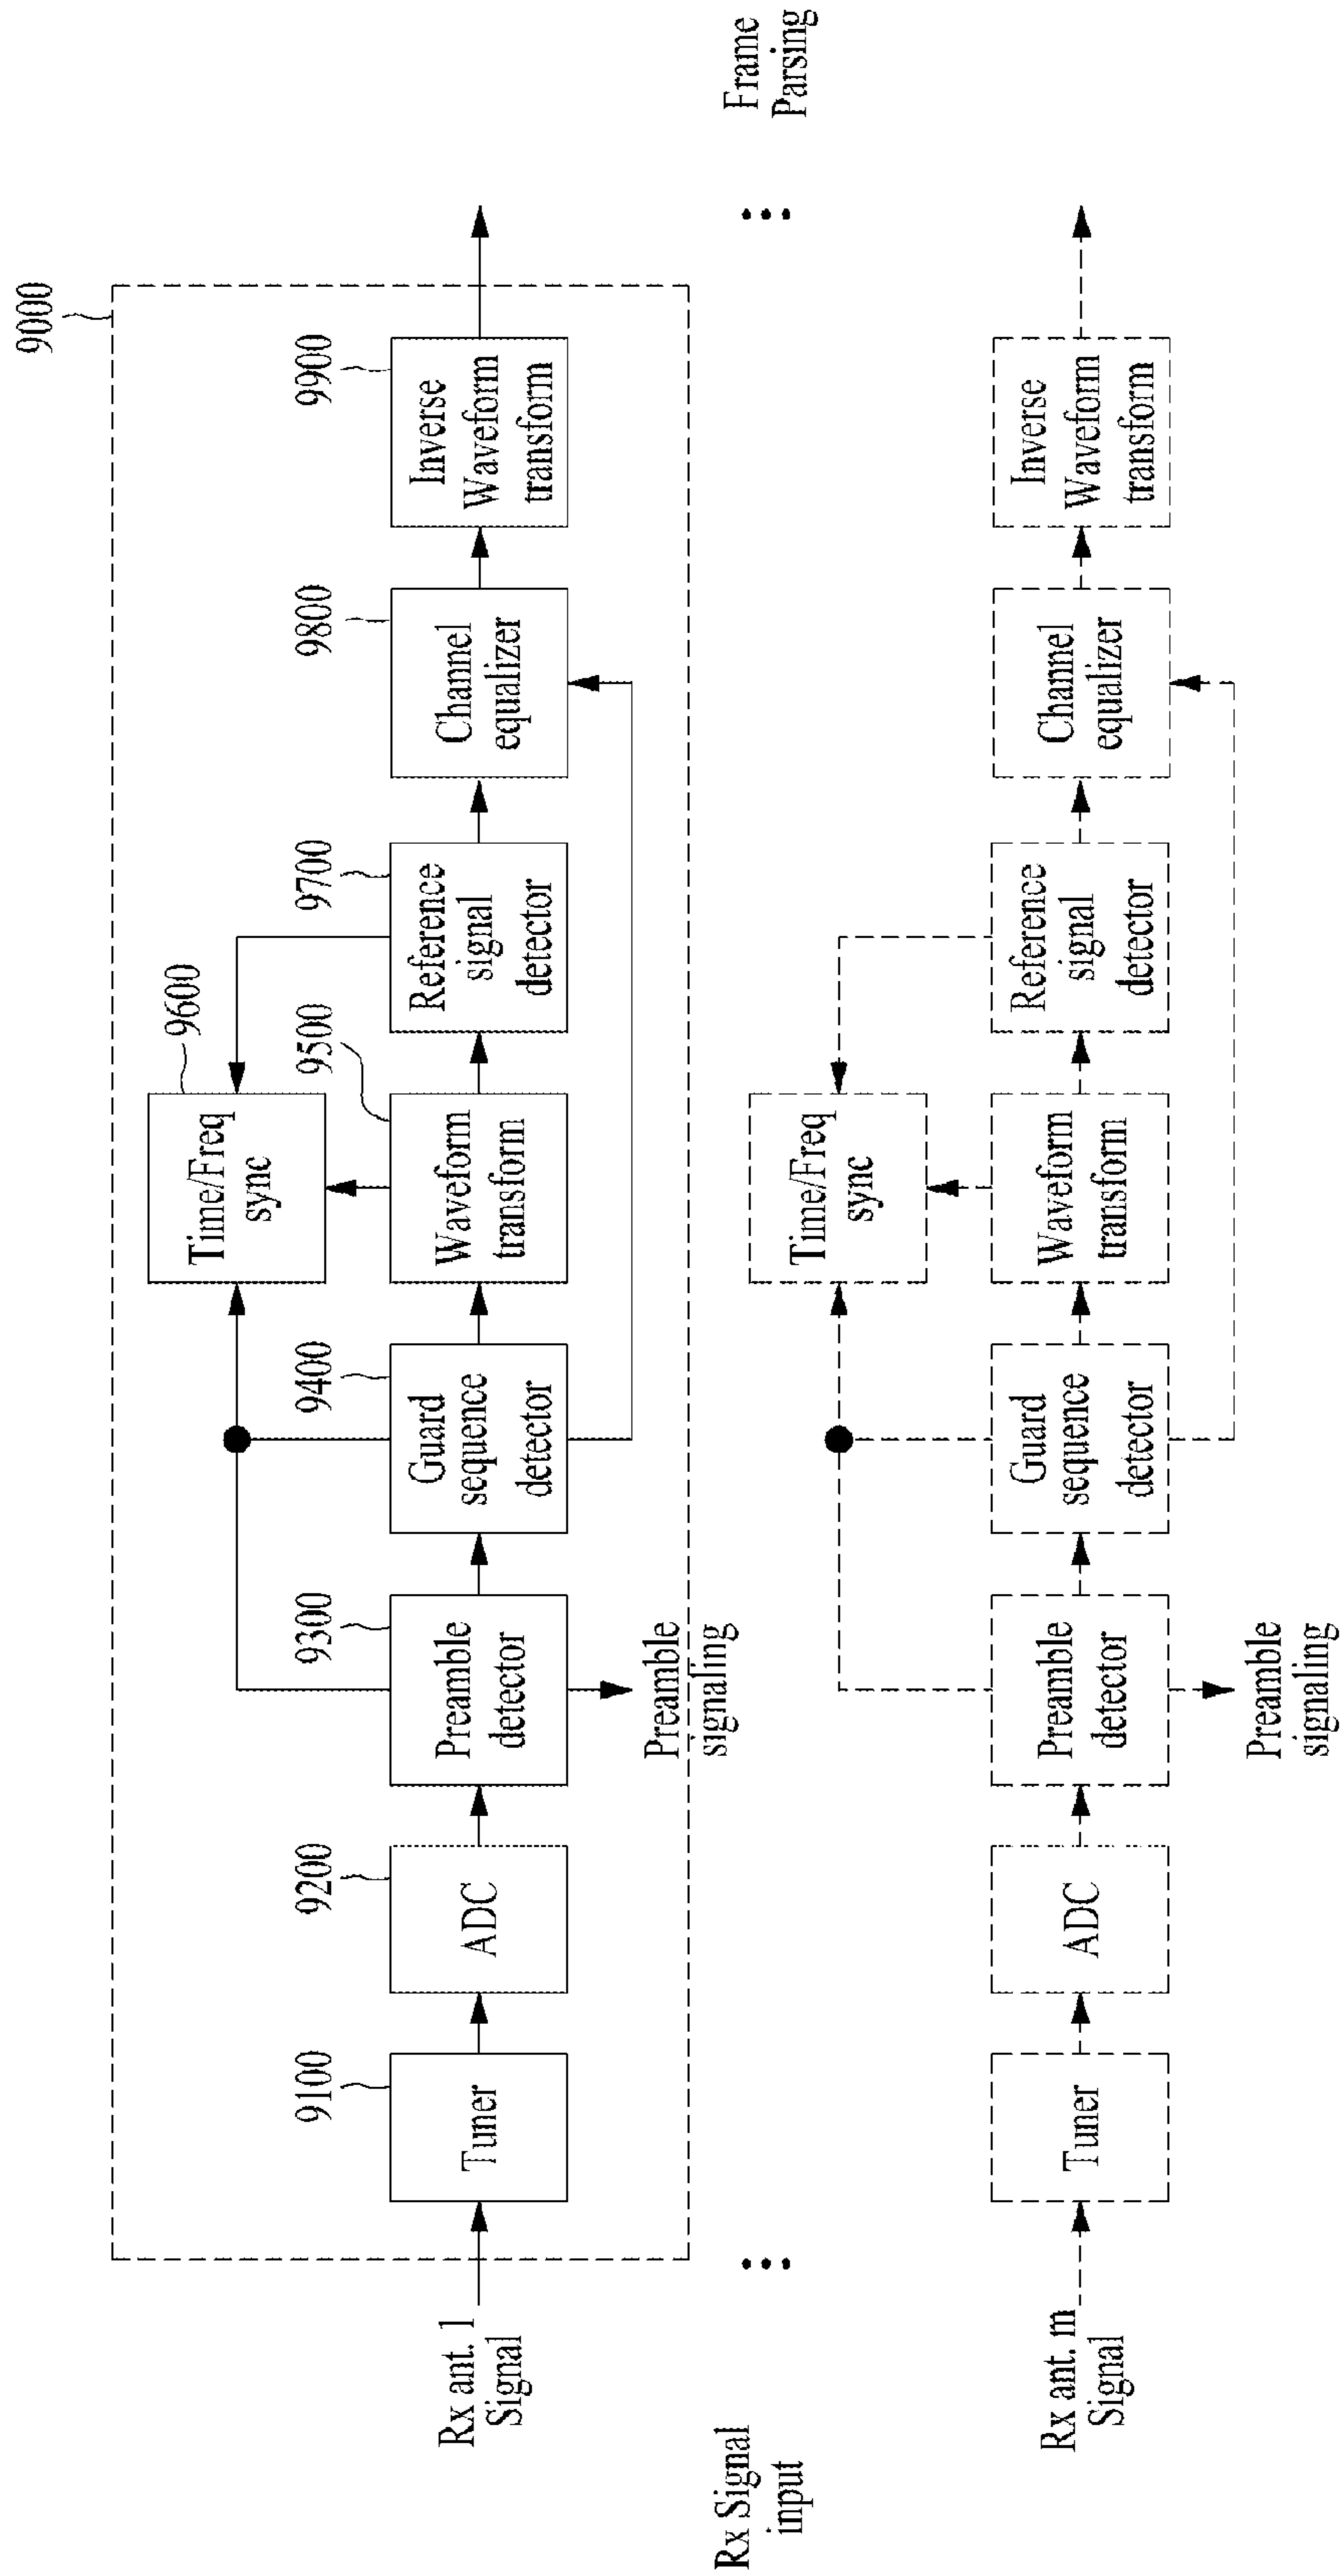 9000
9600
9100
9200
9300
9400
9500
9700
9800
9900
Time/Freq
sync
Rx ant. 1
Signal
Tuner
ADC
Preamble
detector
Guard
sequence
detector
Waveform
transform
Reference
signal
detector
Channel
equalizer
Inverse
Waveform
transform
Preamble
signaling
Rx Signal
input
Frame
Parsing
Time/Freq
sync
Rx ant. m
Signal
Tuner
ADC
Preamble
detector
Guard
sequence
detector
Waveform
transform
Reference
signal
detector
Channel
equalizer
Inverse
Waveform
transform
Preamble
signaling